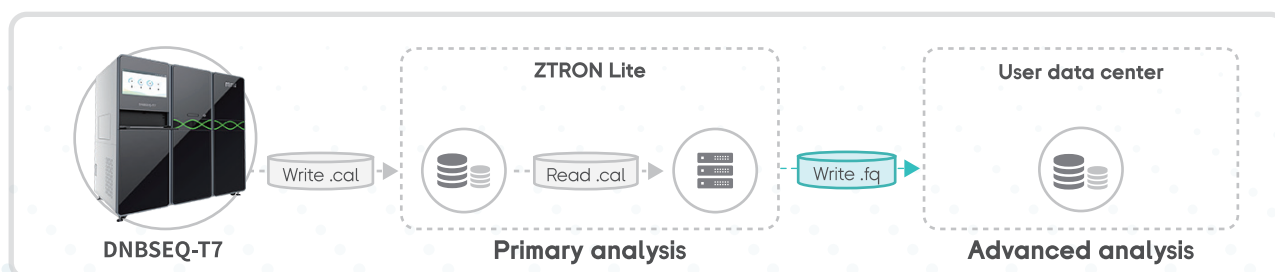 ZTRON Lite
User data center
Write .cal
Read .cal
Write .fq
DNBSEQ-T7
Primary analysis
Advanced analysis